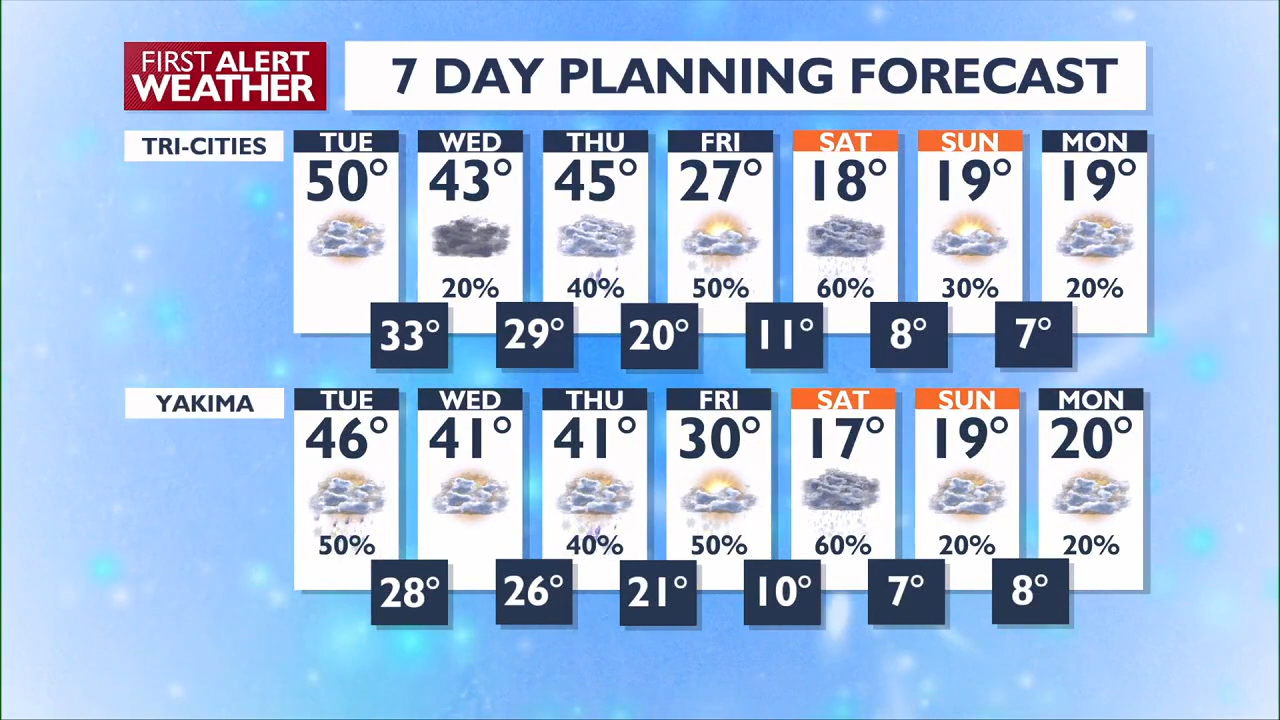 FIRST ALERT
WEATHER
7 DAY PLANNING FORECAST
TRI-CITIES
TUE WED THU FRI SAT SUN MON
50° 43° 45° 27° 18° 19° 19°
20% 40% 50% 60% 30% 20%
33° 29° 20° 11° 8° 7°
YAKIMA
TUE WED THU FRI SAT SUN MON
46° 41° 41° 30° 17° 19° 20°
50% 40% 50% 60% 20% 20%
28° 26° 21° 10° 7° 8°